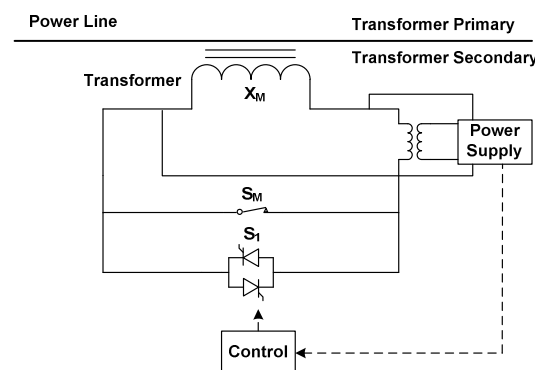 Power Line
Transformer Primary
Transformer Secondary
Transformer
XM
Power
Supply
SM
S1
Control